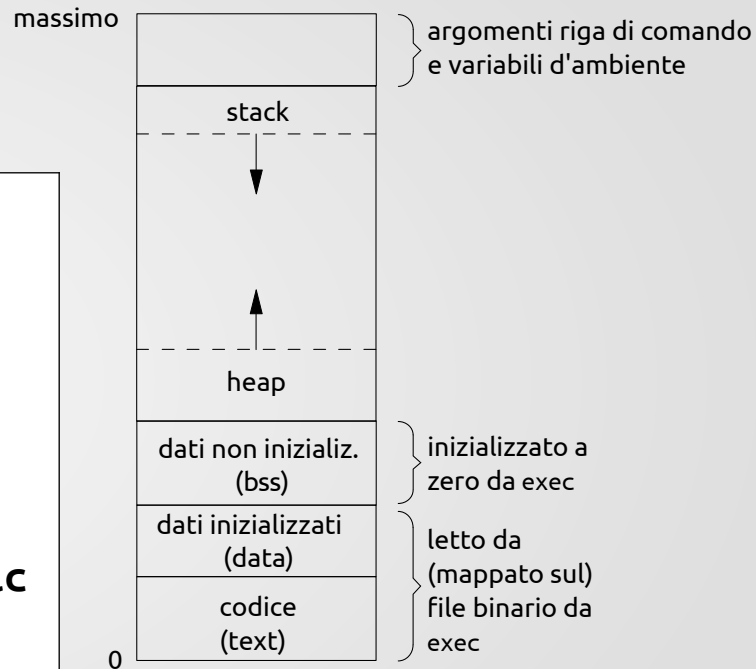 massimo
argomenti riga di comando
e variabili d'ambiente
stack
heap
dati non inizializ.
(bss)
inizializzato a
zero da exec
dati inizializzati
(data)
letto da
(mappato sul)
file binario da
exec
.c
codice
(text)
0